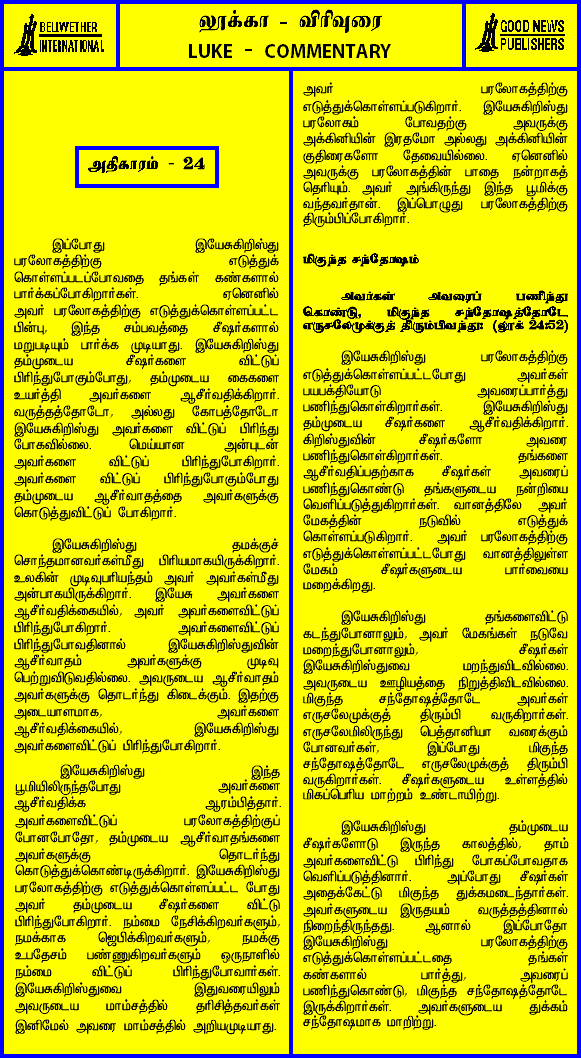 BELLWETHER
INTERNATIONAL
லூக்கா - விரிவுரை
LUKE - COMMENTARY
GOOD NEWS
PUBLISHERS
அதிகாரம் - 24
இப்போது இயேசுகிறிஸ்து
பரலோகத்திற்கு எடுத்துக்
கொள்ளப்படப்போவதை தங்கள் கண்களால்
பார்க்கப்போகிறார்கள். ஏனெனில்
அவர் பரலோகத்திற்கு எடுத்துக்கொள்ளப்பட்ட
பின்பு, இந்த சம்பவத்தை சீஷர்களால்
மறுபடியும் பார்க்க முடியாது. இயேசுகிறிஸ்து
தம்முடைய சீஷர்களை விட்டுப்
பிரிந்துபோகும்போது, தம்முடைய கைகளை
உயர்த்தி அவர்களை ஆசீர்வதிக்கிறார்.
வருத்தத்தோடோ, அல்லது கோபத்தோடோ
இயேசுகிறிஸ்து அவர்களை விட்டுப் பிரிந்து
போகவில்லை. மெய்யான அன்புடன்
அவர்களை விட்டுப் பிரிந்துபோகிறார்.
அவர்களை விட்டுப் பிரிந்துபோகும்போது
தம்முடைய ஆசீர்வாதத்தை அவர்களுக்கு
கொடுத்துவிட்டுப் போகிறார்.
இயேசுகிறிஸ்து தமக்குச்
சொந்தமானவர்கள்மீது பிரியமாகயிருக்கிறார்.
உலகின் முடிவுபரியந்தம் அவர் அவர்கள்மீது
அன்பாகயிருக்கிறார். இயேசு அவர்களை
ஆசீர்வதிக்கையில், அவர் அவர்களைவிட்டுப்
பிரிந்துபோகிறார். அவர்களைவிட்டுப்
பிரிந்துபோவதினால் இயேசுகிறிஸ்துவின்
ஆசீர்வாதம் அவர்களுக்கு முடிவு
பெற்றுவிடுவதில்லை. அவருடைய ஆசீர்வாதம்
அவர்களுக்கு தொடர்ந்து கிடைக்கும். இதற்கு
அடையாளமாக, அவர்களை
ஆசீர்வதிக்கையில், இயேசுகிறிஸ்து
அவர்களைவிட்டுப் பிரிந்துபோகிறார்.
இயேசுகிறிஸ்து இந்த
பூமியிலிருந்தபோது அவர்களை
ஆசீர்வதிக்க ஆரம்பித்தார்.
அவர்களைவிட்டுப் பரலோகத்திற்குப்
போனபோதோ, தம்முடைய ஆசீர்வாதங்களை
அவர்களுக்கு தொடர்ந்து
கொடுத்துக்கொண்டிருக்கிறார். இயேசுகிறிஸ்து
பரலோகத்திற்கு எடுத்துக்கொள்ளப்பட்ட போது
அவர் தம்முடைய சீஷர்களை விட்டு
பிரிந்துபோகிறார். நம்மை நேசிக்கிறவர்களும்,
நமக்காக ஜெபிக்கிறவர்களும், நமக்கு
உபதேசம் பண்ணுகிறவர்களும் ஒருநாளில்
நம்மை விட்டுப் பிரிந்துபோவார்கள்.
இயேசுகிறிஸ்துவை இதுவரையிலும்
அவருடைய மாம்சத்தில் தரிசித்தவர்கள்
இனிமேல் அவரை மாம்சத்தில் அறியமுடியாது.
அவர் பரலோகத்திற்கு
எடுத்துக்கொள்ளப்படுகிறார். இயேசுகிறிஸ்து
பரலோகம் போவதற்கு அவருக்கு
அக்கினியின் இரதமோ அல்லது அக்கினியின்
குதிரைகளோ தேவையில்லை. ஏனெனில்
அவருக்கு பரலோகத்தின் பாதை நன்றாகத்
தெரியும். அவர் அங்கிருந்து இந்த பூமிக்கு
வந்தவர்தான். இப்பொழுது பரலோகத்திற்கு
திரும்பிப்போகிறார்.
மிகுந்த சந்தோஷம்
அவர்கள் அவரைப் பணிந்து
கொண்டு, மிகுந்த சந்தோஷத்தோடே
எருசலேமுக்குத் திரும்பிவந்து: (லூக் 24:52)
இயேசுகிறிஸ்து பரலோகத்திற்கு
எடுத்துக்கொள்ளப்பட்டபோது அவர்கள்
பயபக்தியோடு அவரைப்பார்த்து
பணிந்துகொள்கிறார்கள். இயேசுகிறிஸ்து
தம்முடைய சீஷர்களை ஆசீர்வதிக்கிறார்.
கிறிஸ்துவின் சீஷர்களோ அவரை
பணிந்துகொள்கிறார்கள். தங்களை
ஆசீர்வதிப்பதற்காக சீஷர்கள் அவரைப்
பணிந்துகொண்டு தங்களுடைய நன்றியை
வெளிப்படுத்துகிறார்கள். வானத்திலே அவர்
மேகத்தின் நடுவில் எடுத்துக்
கொள்ளப்படுகிறார். அவர் பரலோகத்திற்கு
எடுத்துக்கொள்ளப்பட்டபோது வானத்திலுள்ள
மேகம் சீஷர்களுடைய பார்வையை
மறைக்கிறது.
இயேசுகிறிஸ்து தங்களைவிட்டு
கடந்துபோனாலும், அவர் மேகங்கள் நடுவே
மறைந்துபோனாலும், சீஷர்கள்
இயேசுகிறிஸ்துவை மறந்துவிடவில்லை.
அவருடைய ஊழியத்தை நிறுத்திவிடவில்லை.
மிகுந்த சந்தோஷத்தோடே அவர்கள்
எருசலேமுக்குத் திரும்பி வருகிறார்கள்.
எருசலேமிலிருந்து பெத்தானியா வரைக்கும்
போனவர்கள், இப்போது மிகுந்த
சந்தோஷத்தோடே எருசலேமுக்குத் திரும்பி
வருகிறார்கள். சீஷர்களுடைய உள்ளத்தில்
மிகப்பெரிய மாற்றம் உண்டாயிற்று.
இயேசுகிறிஸ்து தம்முடைய
சீஷர்களோடு இருந்த காலத்தில், தாம்
அவர்களைவிட்டு பிரிந்து போகப்போவதாக
வெளிப்படுத்தினார். அப்போது சீஷர்கள்
அதைக்கேட்டு மிகுந்த துக்கமடைந்தார்கள்.
அவர்களுடைய இருதயம் வருத்தத்தினால்
நிறைந்திருந்தது. ஆனால் இப்போதோ
இயேசுகிறிஸ்து பரலோகத்திற்கு
எடுத்துக்கொள்ளப்பட்டதை தங்கள்
கண்களால் பார்த்து, அவரைப்
பணிந்துகொண்டு, மிகுந்த சந்தோஷத்தோடே
இருக்கிறார்கள். அவர்களுடைய துக்கம்
சந்தோஷமாக மாறிற்று.